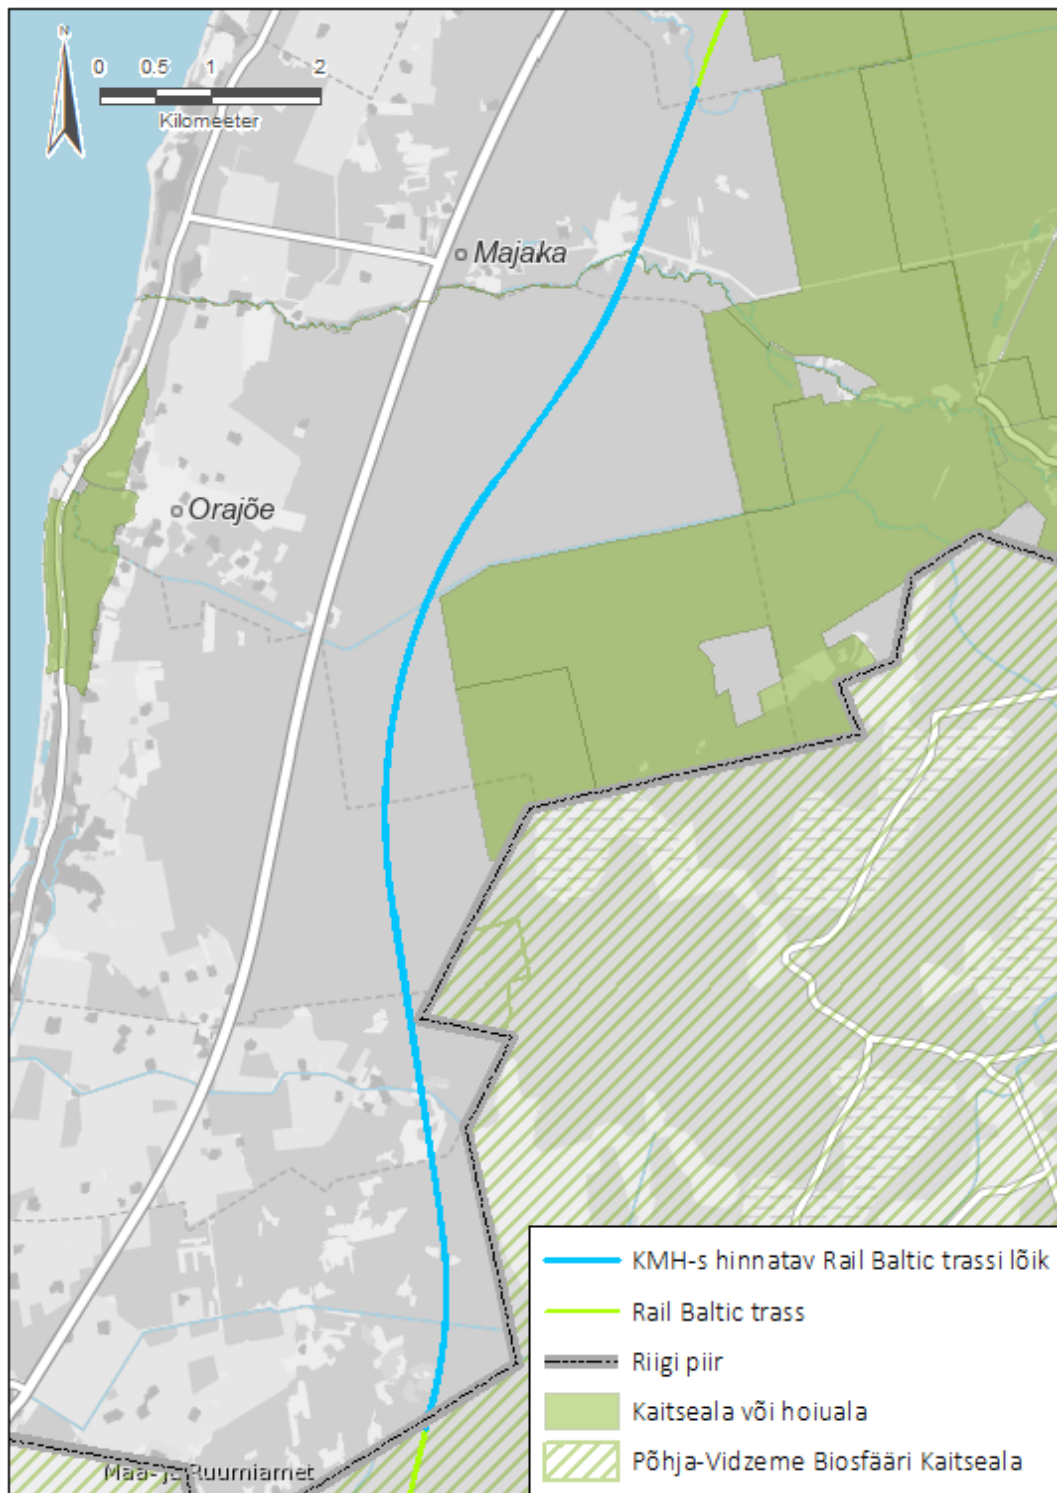 N
0 0.5 1 2
Kilomeeter
Majaka
Orajõe
KMH-s hinnatav Rail Baltic trassi lõik
Rail Baltic trass
Riigi piir
Kaitseala või hoiuala
Põhja-Vidzeme Biosfääri Kaitseala
Maa- ja Ruumiamet